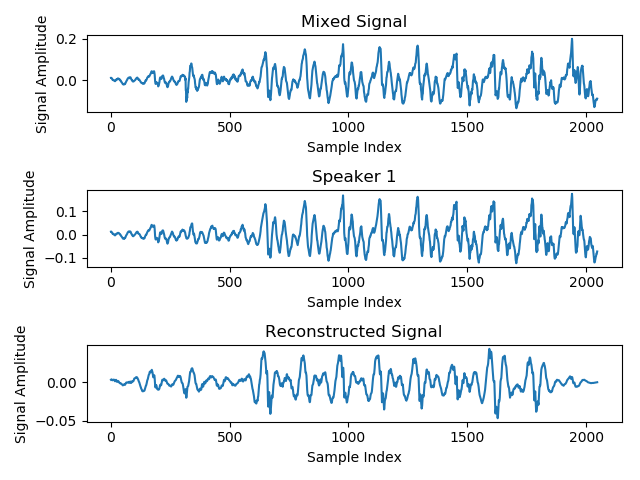 Mixed Signal
0.2
0.0
Signal Amplitude
0 500 1000 1500 2000
Sample Index
Speaker 1
0.1
0.0
−0.1
Signal Amplitude
0 500 1000 1500 2000
Sample Index
Reconstructed Signal
0.00
−0.05
Signal Amplitude
0 500 1000 1500 2000
Sample Index